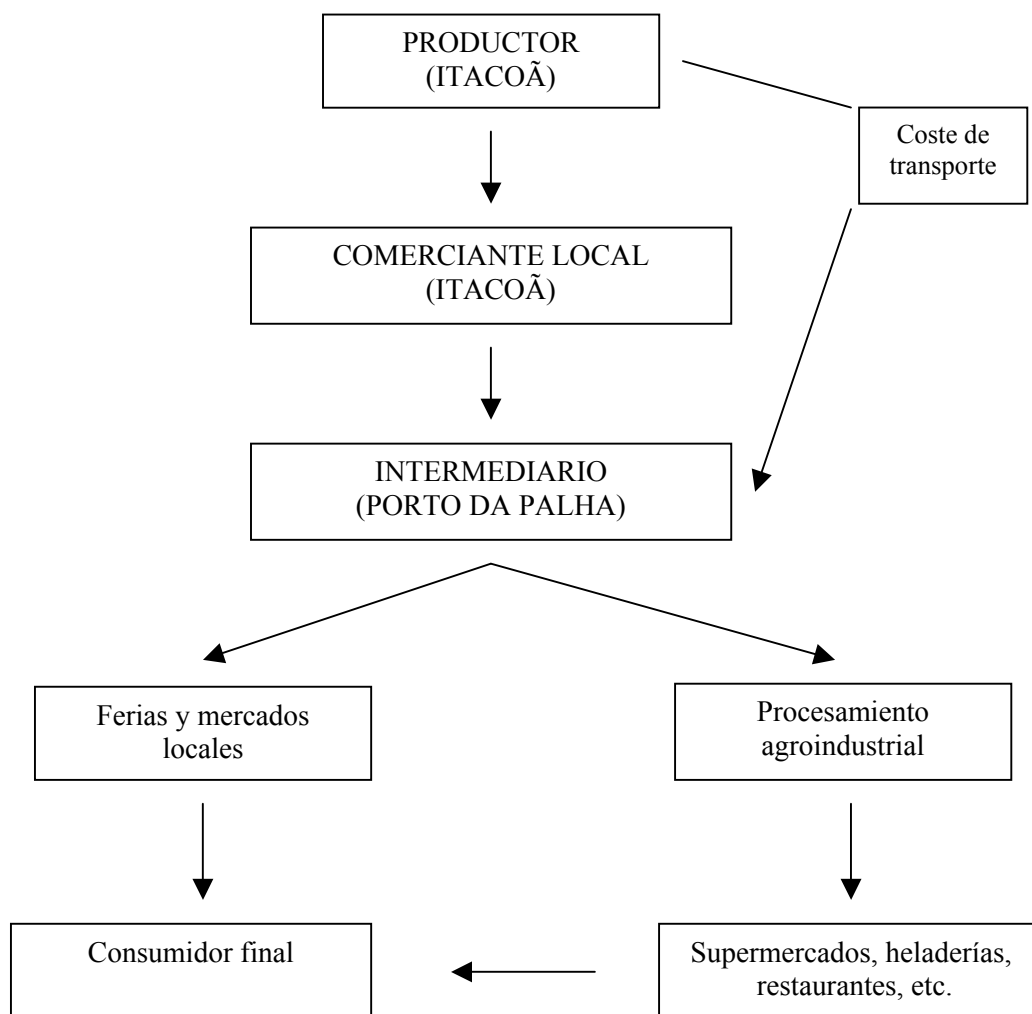 PRODUCTOR
(ITACOÃ)
Coste de
transporte
COMERCIANTE LOCAL
(ITACOÃ)
INTERMEDIARIO
(PORTO DA PALHA)
Ferias y mercados
locales
Procesamiento
agroindustrial
Consumidor final
Supermercados, heladerías,
restaurantes, etc.